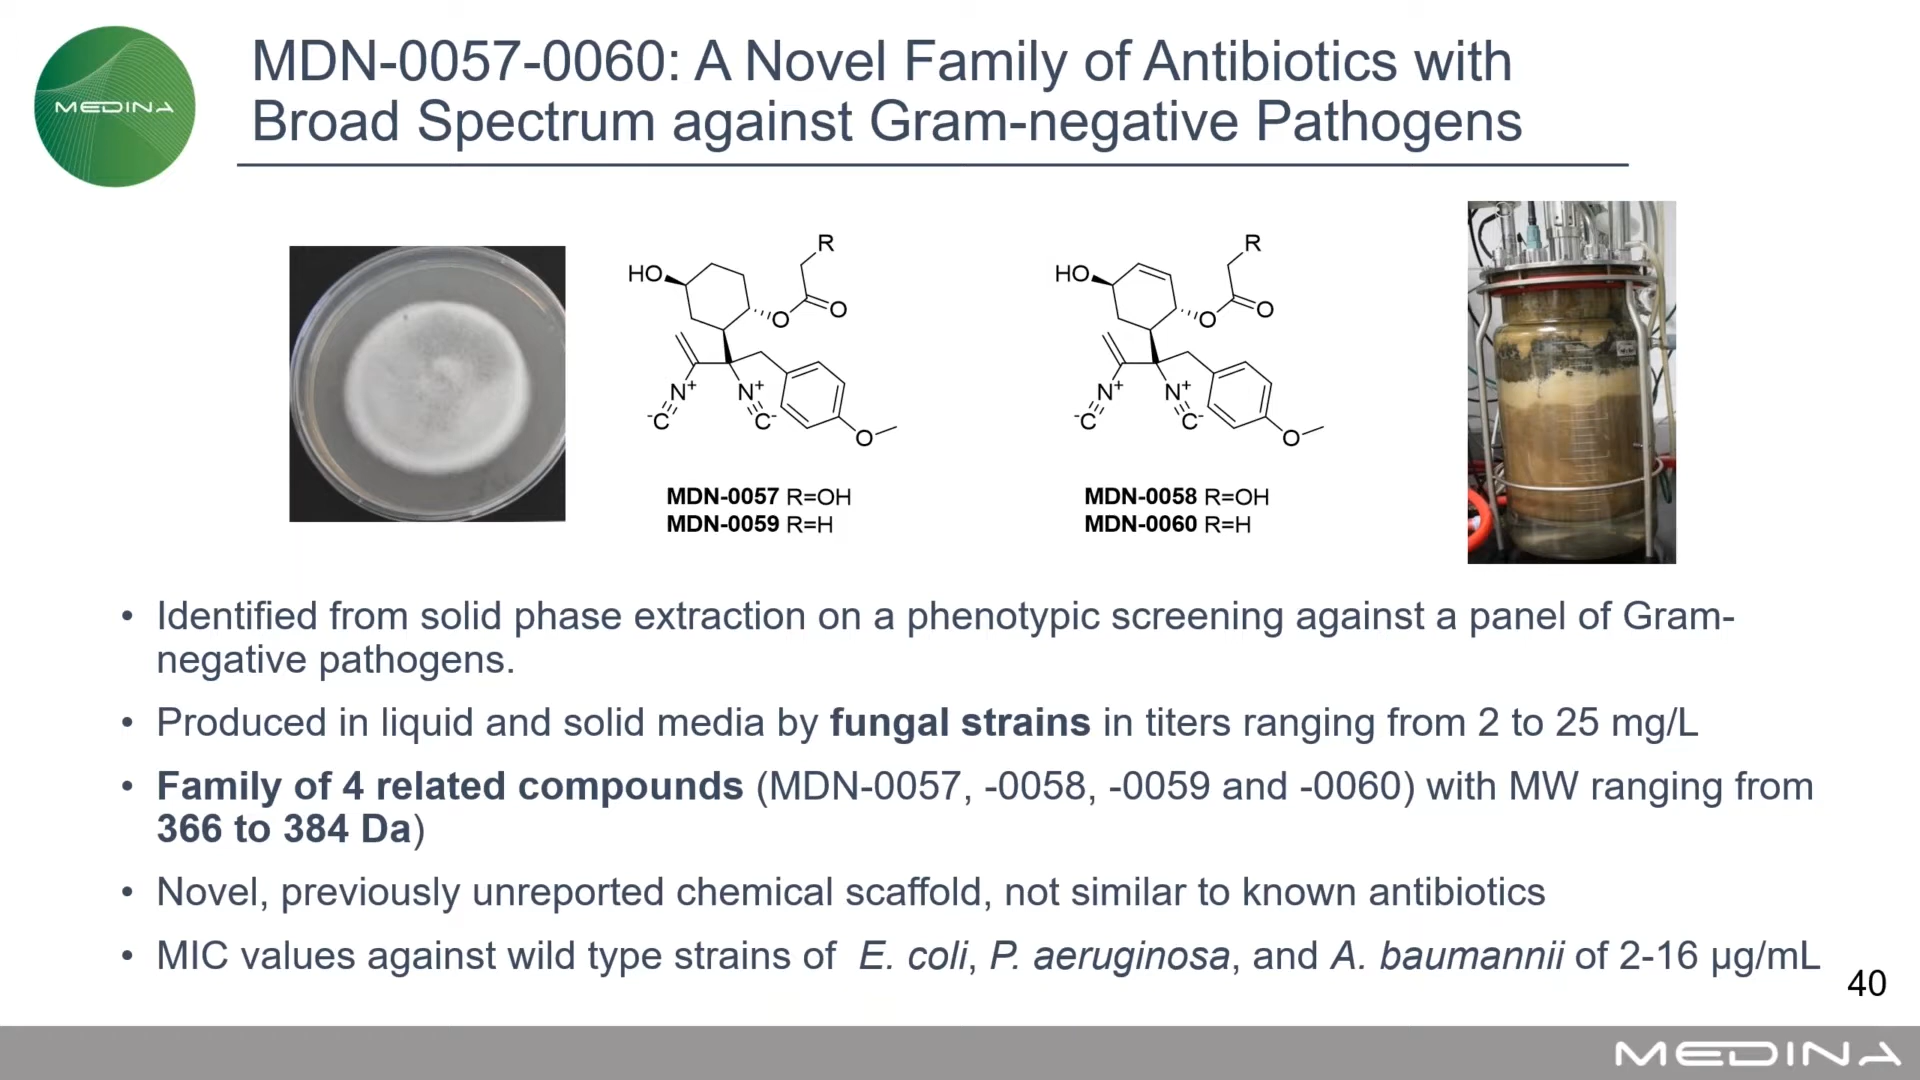 MEDINA
MDN-0057-0060: A Novel Family of Antibiotics with
Broad Spectrum against Gram-negative Pathogens
R
HO
O
O
N+
N+
-C
C-
O
MDN-0057 R=OH
MDN-0059 R=H
R
HO
O
O
N+
N+
-C
C-
O
MDN-0058 R=OH
MDN-0060 R=H
• Identified from solid phase extraction on a phenotypic screening against a panel of Gram-
negative pathogens.
• Produced in liquid and solid media by fungal strains in titers ranging from 2 to 25 mg/L
• Family of 4 related compounds (MDN-0057, -0058, -0059 and -0060) with MW ranging from
366 to 384 Da)
• Novel, previously unreported chemical scaffold, not similar to known antibiotics
• MIC values against wild type strains of E. coli, P. aeruginosa, and A. baumannii of 2-16 µg/mL
40
MEDINA